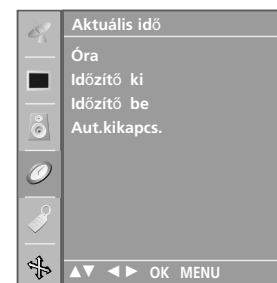 Aktuális idő
Óra
Időzítő ki
Időzítő be
Aut.kikapcs.
▲▼ ◄► OK MENU